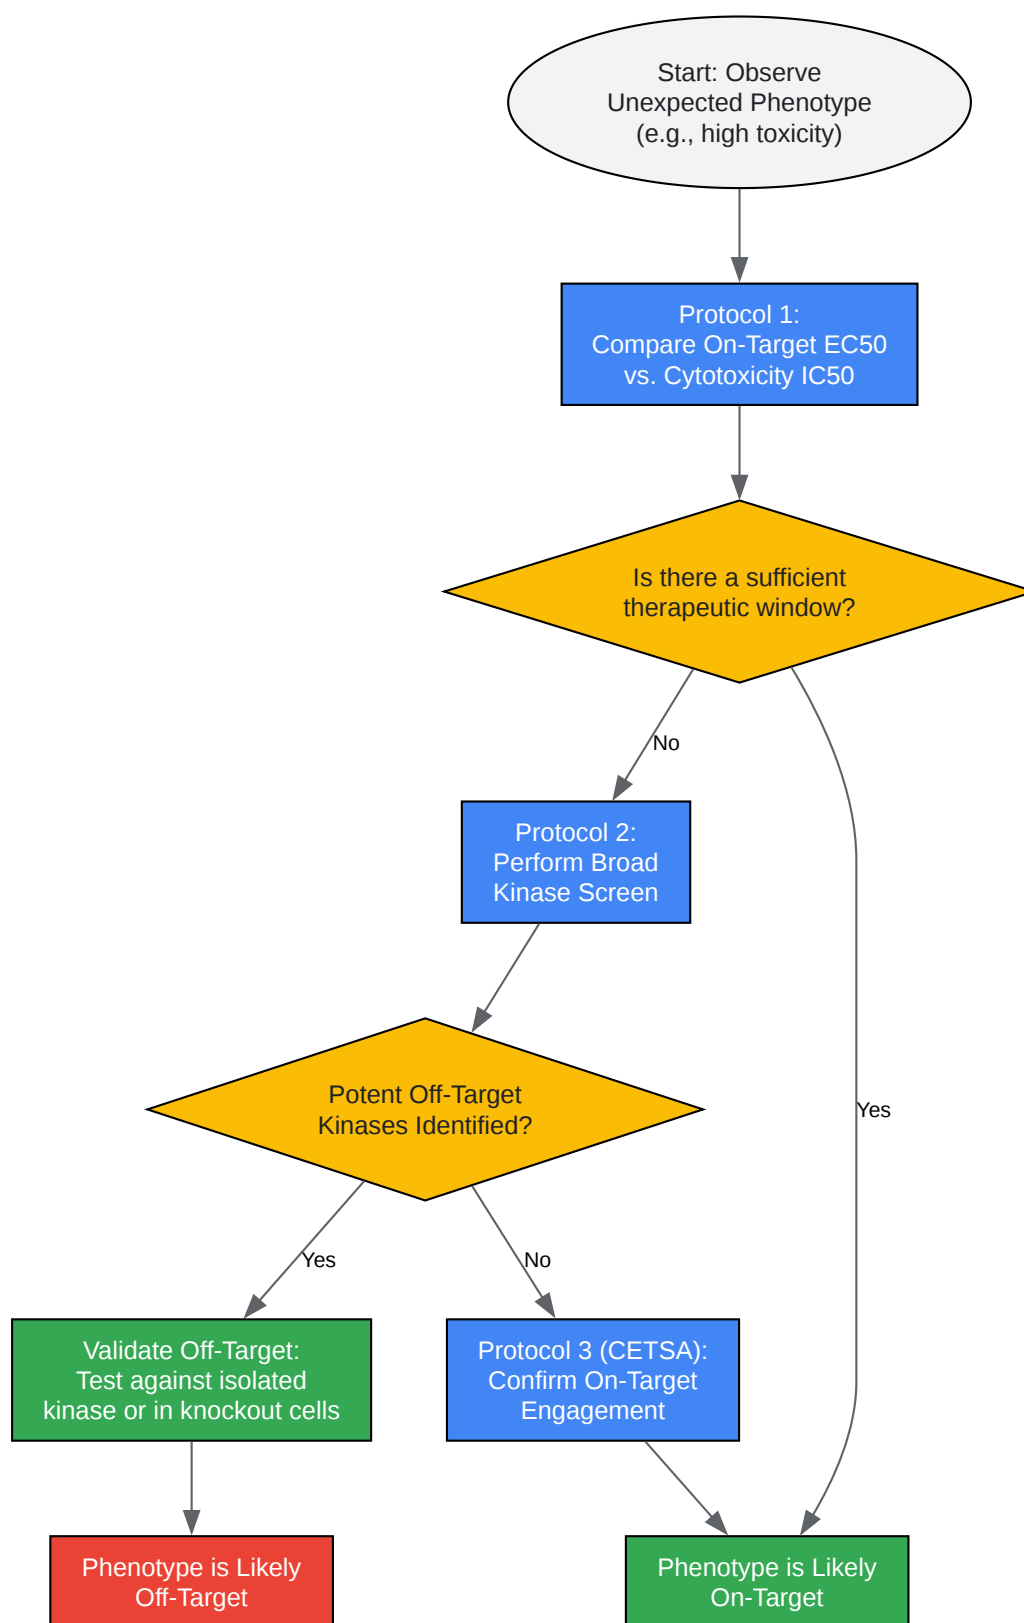 Start: Observe
Unexpected Phenotype
(e.g., high toxicity)
Protocol 1:
Compare On-Target EC50
vs. Cytotoxicity IC50
Is there a sufficient
therapeutic window?
No
Protocol 2:
Perform Broad
Kinase Screen
Potent Off-Target
Kinases Identified?
Yes
Yes
No
Validate Off-Target:
Test against isolated
kinase or in knockout cells
Protocol 3 (CETSA):
Confirm On-Target
Engagement
Phenotype is Likely
Off-Target
Phenotype is Likely
On-Target